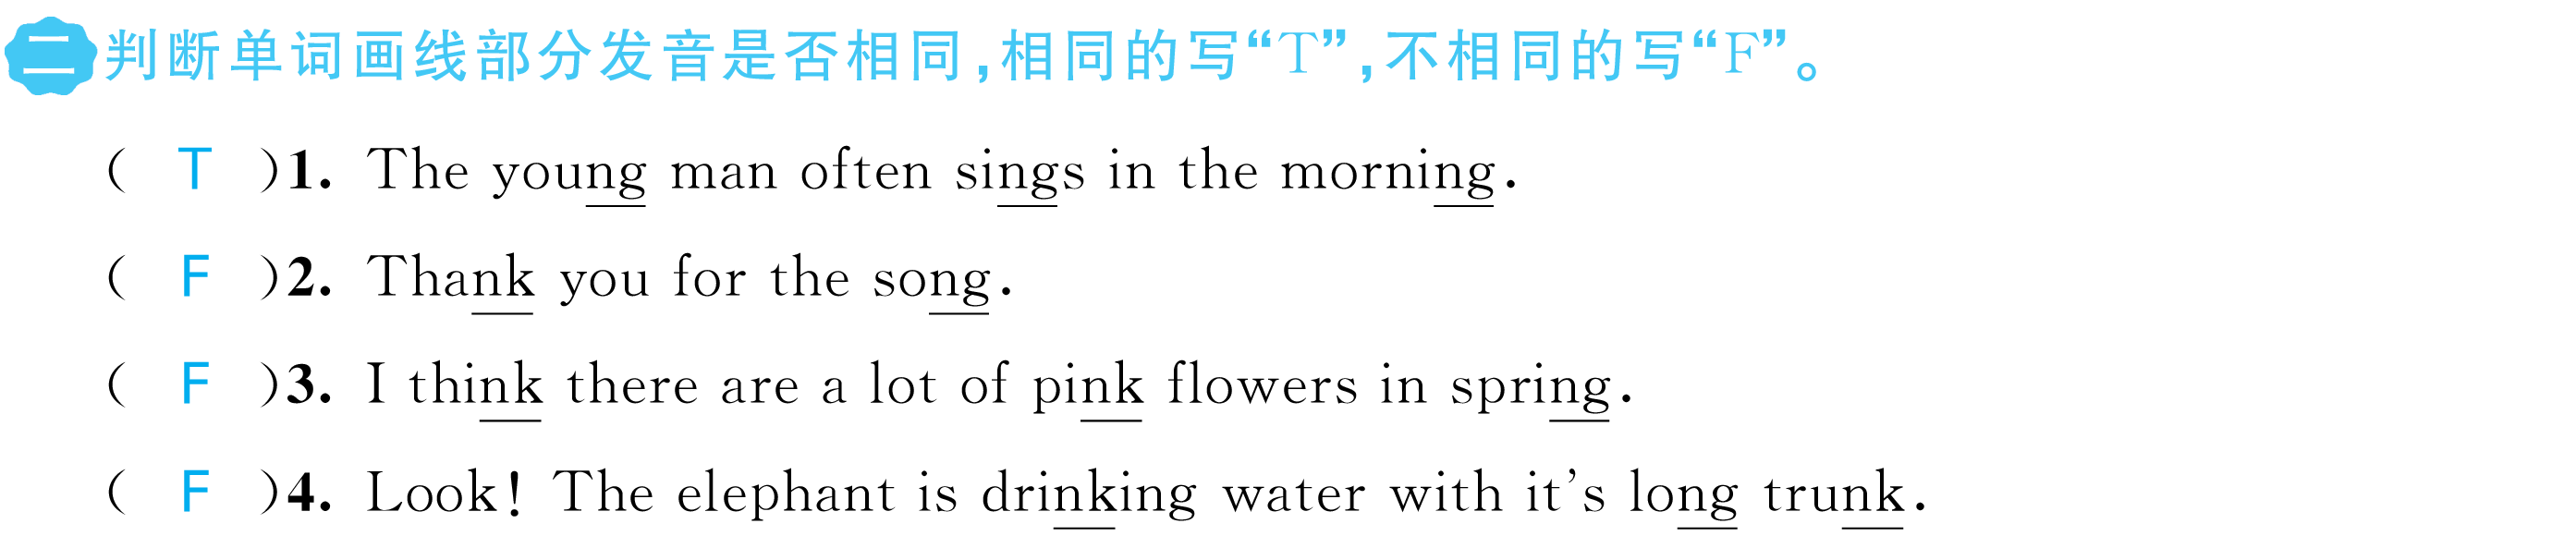 二 判断单词画线部分发音是否相同,相同的写“T”,不相同的写“F”。
( T )1. The young man often sings in the morning.
( F )2. Thank you for the song.
( F )3. I think there are a lot of pink flowers in spring.
( F )4. Look! The elephant is drinking water with it’s long trunk.